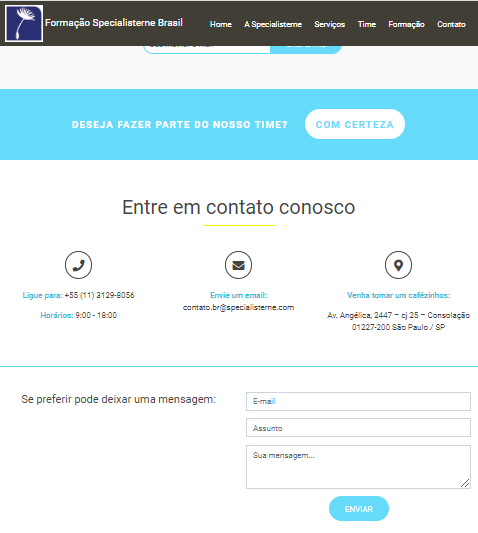 Formação Specialisterne Brasil
Home A Specialisterne Serviços Time Formação Contato
DESEJA FAZER PARTE DO NOSSO TIME? COM CERTEZA
Entre em contato conosco
Ligue para: +55 (11) 3129-8056
Horários: 9:00 - 18:00
Envie um email:
contato.br@specialisterne.com
Venha tomar um cafézinhos:
Av. Angélica, 2447 – cj 25 – Consolação
01227-200 São Paulo / SP
Se preferir pode deixar uma mensagem:
E-mail
Assunto
Sua mensagem...
ENVIAR